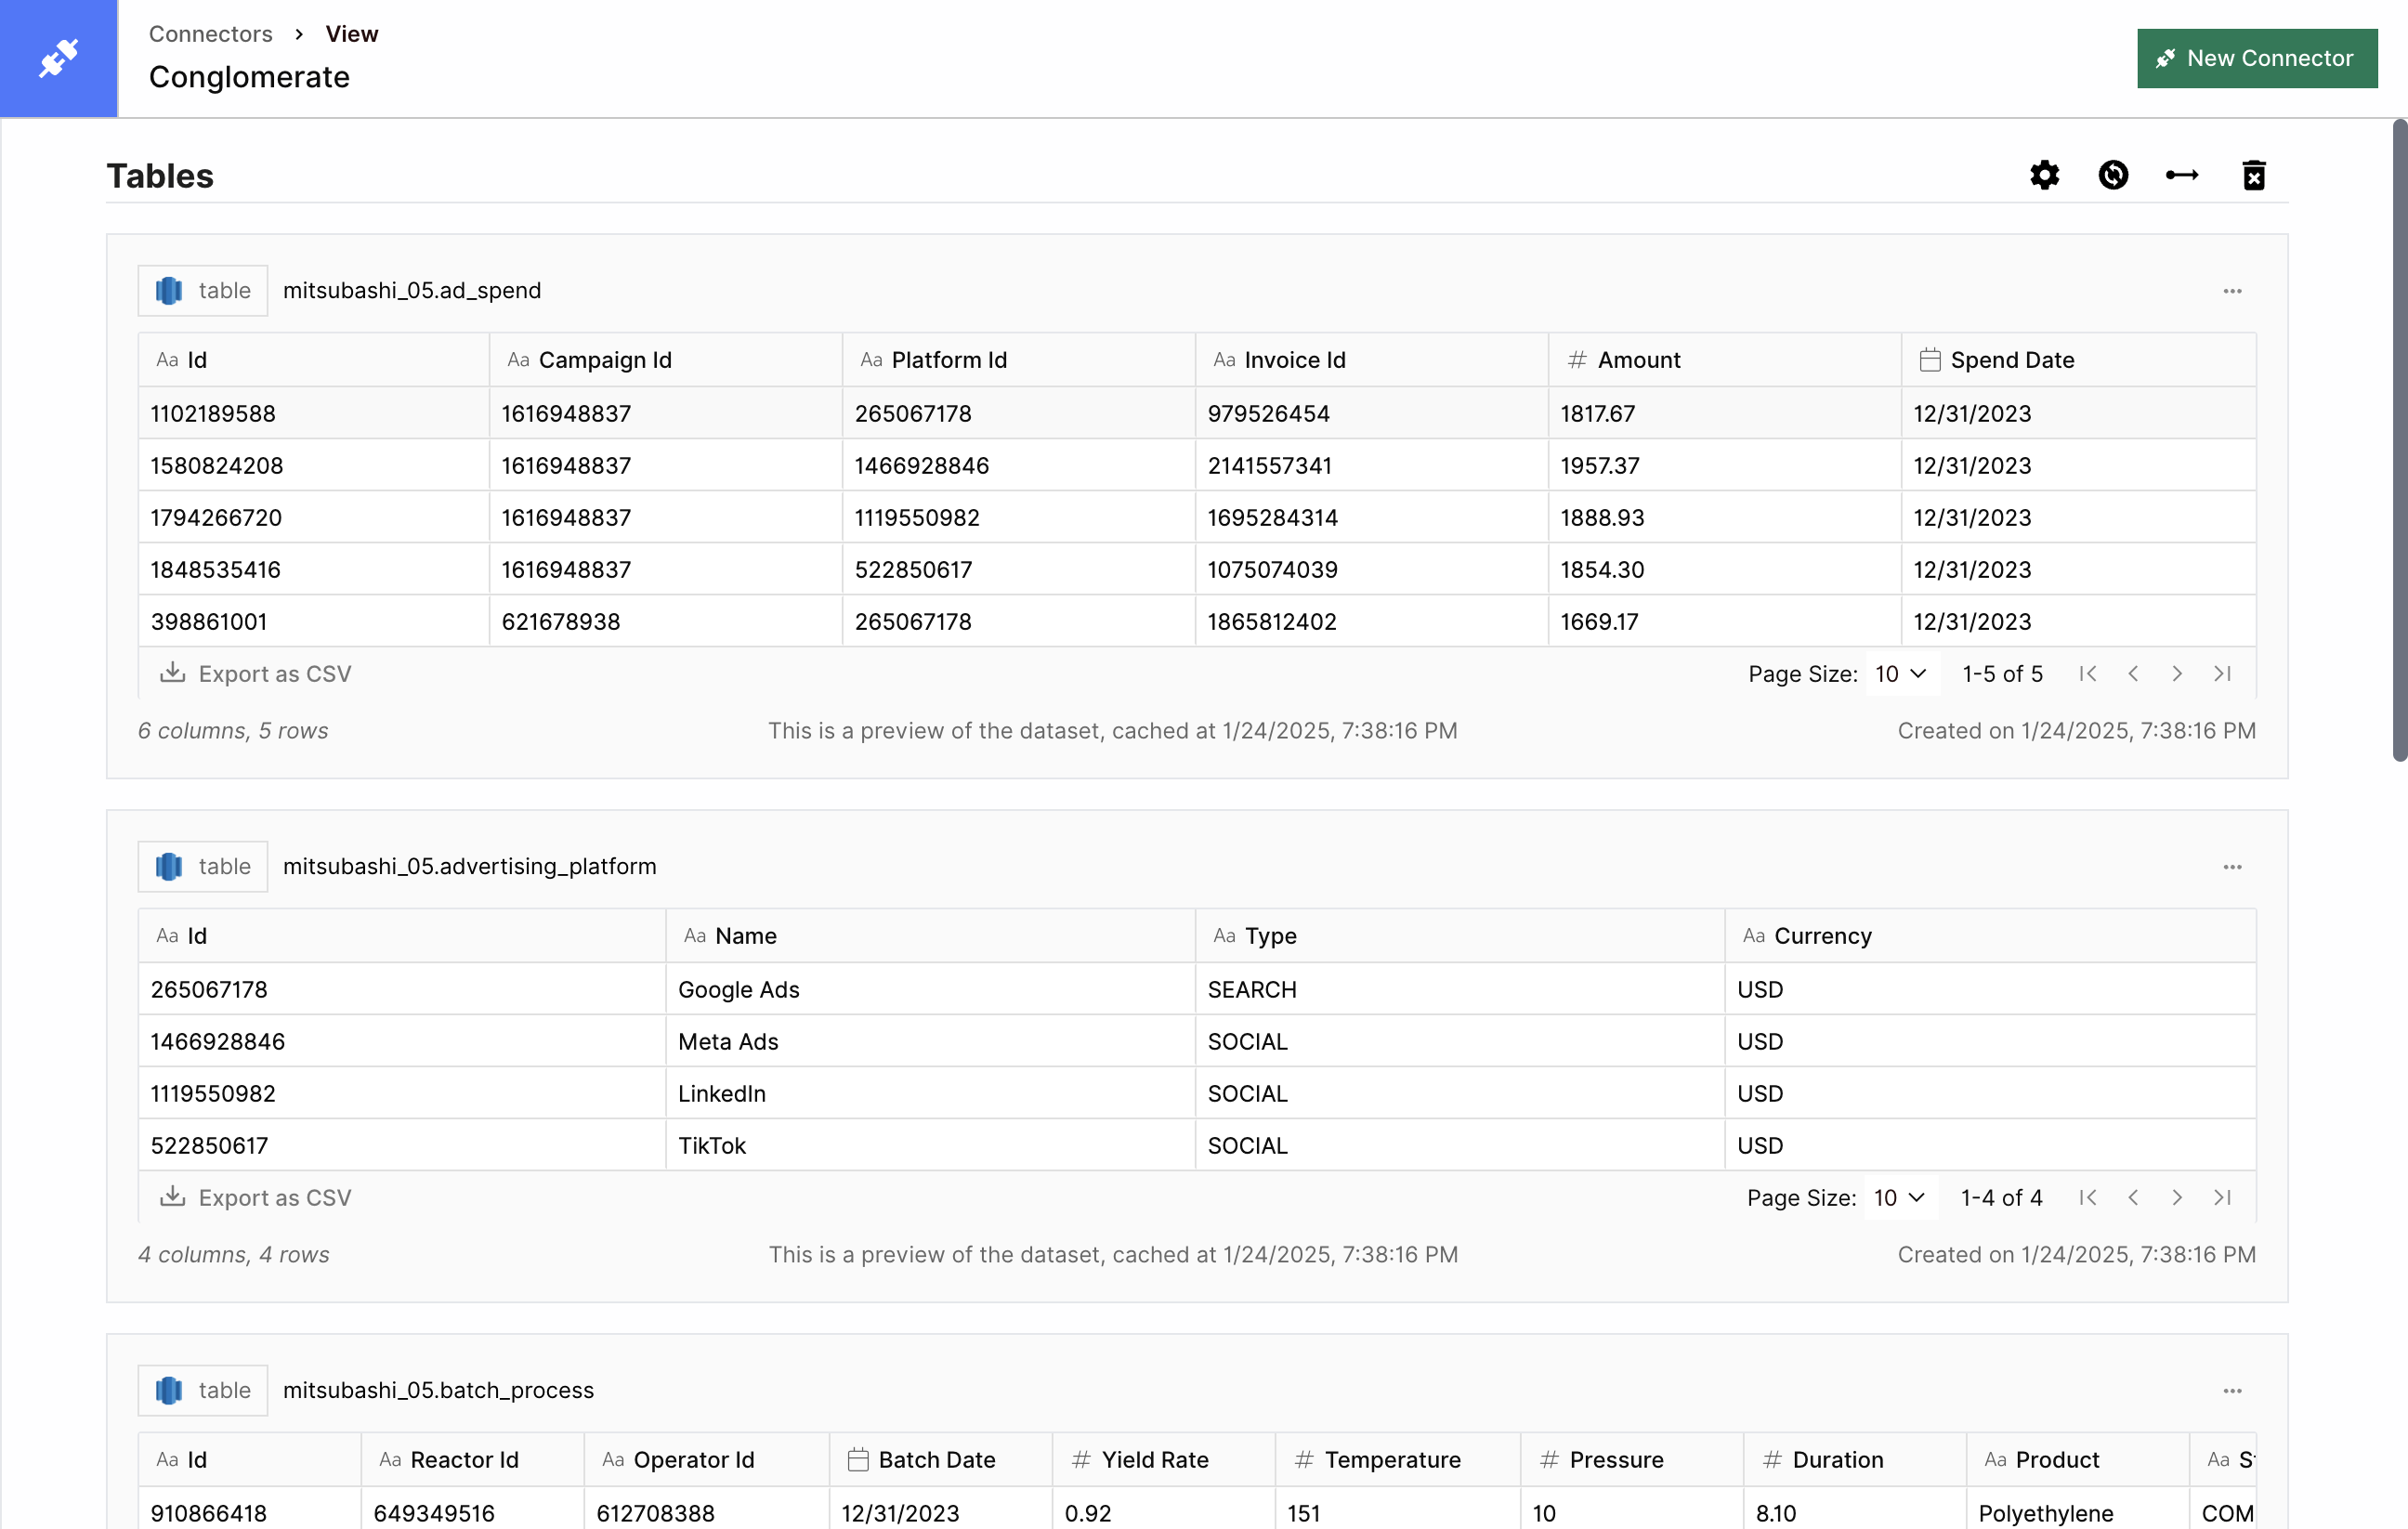 Connectors > View
Conglomerate
New Connector
Tables
table mitsubashi_05.ad_spend
Aa Id Aa Campaign Id Aa Platform Id Aa Invoice Id # Amount Spend Date
1102189588 1616948837 265067178 979526454 1817.67 12/31/2023
1580824208 1616948837 1466928846 2141557341 1957.37 12/31/2023
1794266720 1616948837 1119550982 1695284314 1888.93 12/31/2023
1848535416 1616948837 522850617 1075074039 1854.30 12/31/2023
398861001 621678938 265067178 1865812402 1669.17 12/31/2023
Export as CSV Page Size: 10 1-5 of 5
6 columns, 5 rows This is a preview of the dataset, cached at 1/24/2025, 7:38:16 PM Created on 1/24/2025, 7:38:16 PM
table mitsubashi_05.advertising_platform
Aa Id Aa Name Aa Type Aa Currency
265067178 Google Ads SEARCH USD
1466928846 Meta Ads SOCIAL USD
1119550982 LinkedIn SOCIAL USD
522850617 TikTok SOCIAL USD
Export as CSV Page Size: 10 1-4 of 4
4 columns, 4 rows This is a preview of the dataset, cached at 1/24/2025, 7:38:16 PM Created on 1/24/2025, 7:38:16 PM
table mitsubashi_05.batch_process
Aa Id Aa Reactor Id Aa Operator Id Batch Date # Yield Rate # Temperature # Pressure # Duration Aa Product Aa
910866418 649349516 612708388 12/31/2023 0.92 151 10 8.10 Polyethylene COM